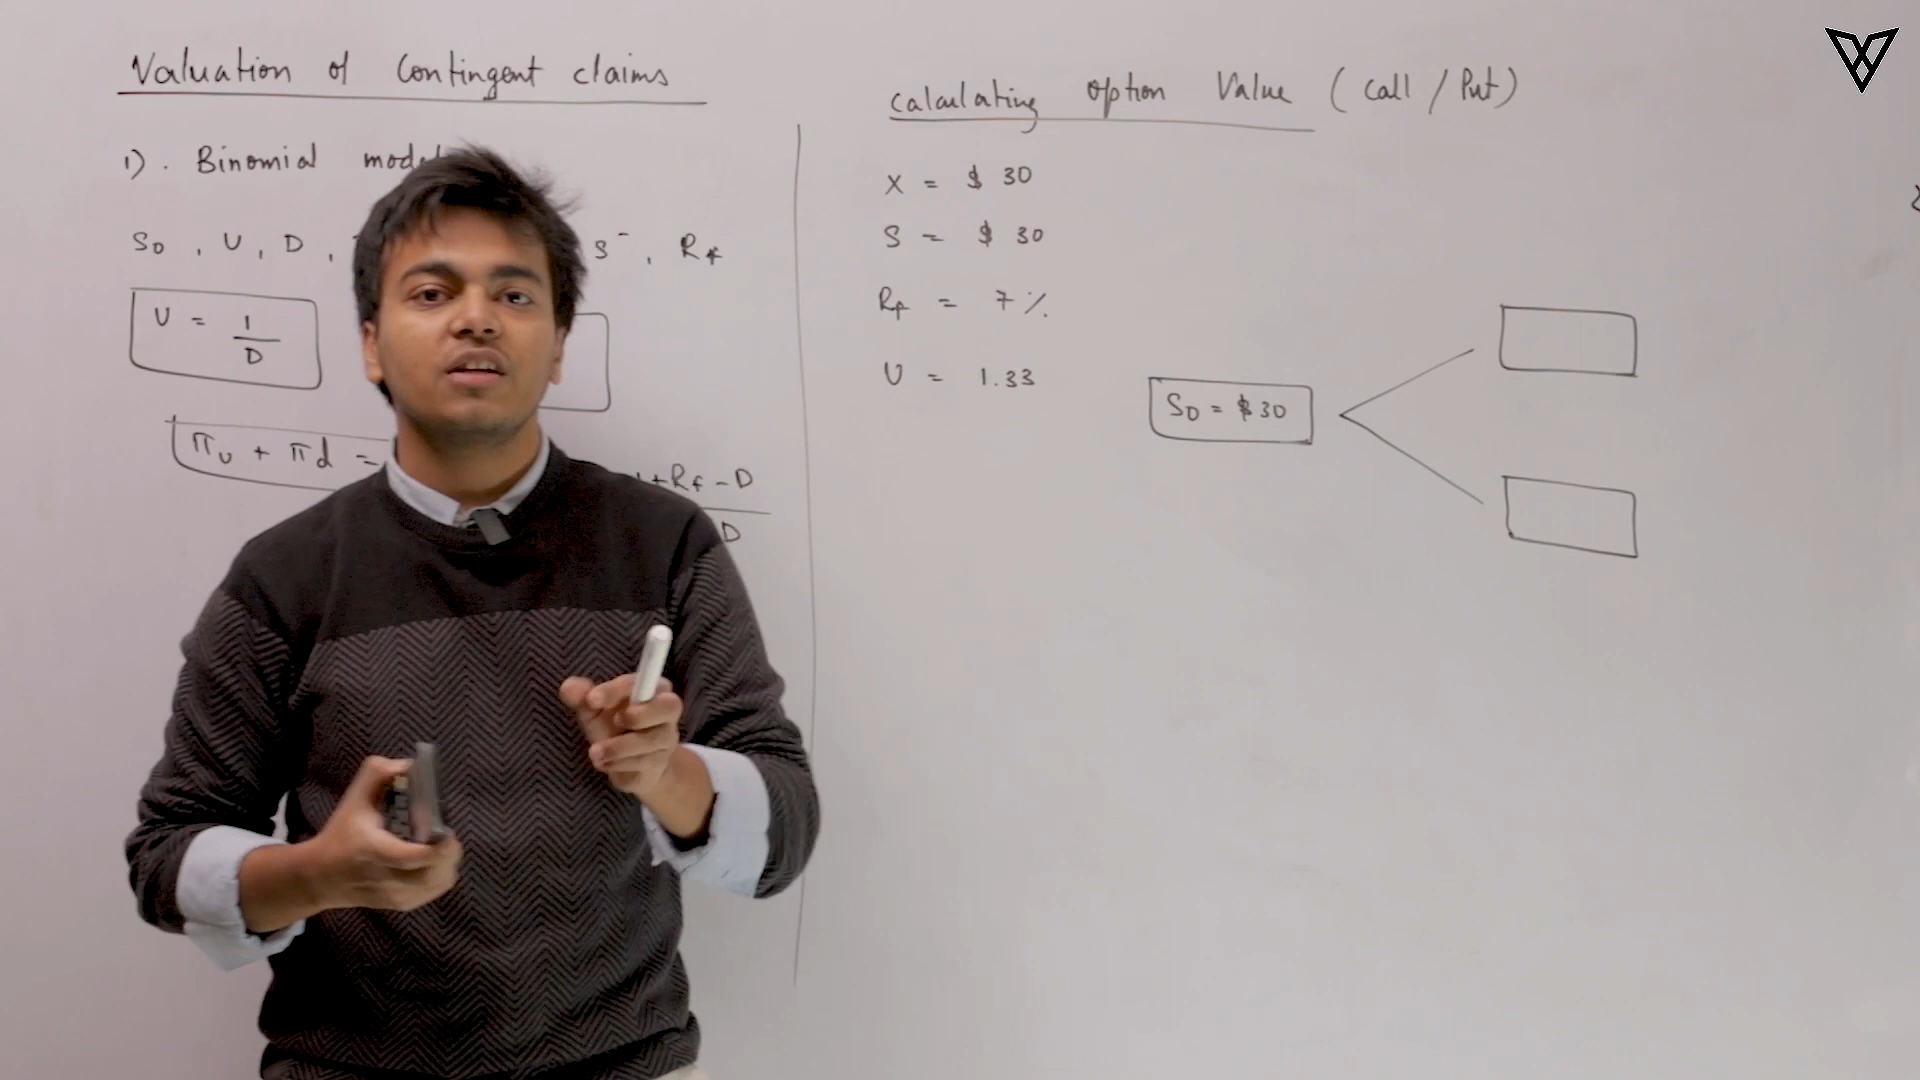 Valuation of Contingent claims
1). Binomial
S0 , U, D, S⁻ , Rf
U = 1/D
πu + πd =
+Rf - D
D
calculating option Value (Call / Put)
X = $ 30
S = $ 30
Rf = 7%
U = 1.33
S0 = $30